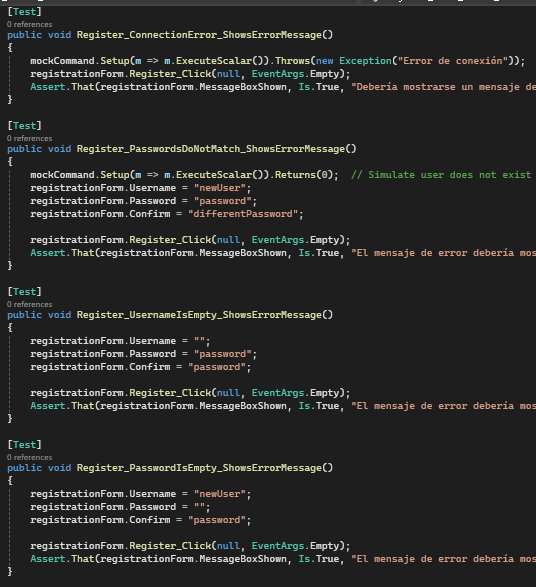 [Test]
0 references
public void Register_ConnectionError_ShowsErrorMessage()
{
mockCommand.Setup(m => m.ExecuteScalar()).Throws(new Exception("Error de conexión"));
registrationForm.Register_Click(null, EventArgs.Empty);
Assert.That(registrationForm.MessageBoxShown, Is.True, "Debería mostrarse un mensaje de
}
[Test]
0 references
public void Register_PasswordsDoNotMatch_ShowsErrorMessage()
{
mockCommand.Setup(m => m.ExecuteScalar()).Returns(0);  // Simulate user does not exist
registrationForm.Username = "newUser";
registrationForm.Password = "password";
registrationForm.Confirm = "differentPassword";
registrationForm.Register_Click(null, EventArgs.Empty);
Assert.That(registrationForm.MessageBoxShown, Is.True, "El mensaje de error debería mos
}
[Test]
0 references
public void Register_UsernameIsEmpty_ShowsErrorMessage()
{
registrationForm.Username = "";
registrationForm.Password = "password";
registrationForm.Confirm = "password";
registrationForm.Register_Click(null, EventArgs.Empty);
Assert.That(registrationForm.MessageBoxShown, Is.True, "El mensaje de error debería mos
}
[Test]
0 references
public void Register_PasswordIsEmpty_ShowsErrorMessage()
{
registrationForm.Username = "newUser";
registrationForm.Password = "";
registrationForm.Confirm = "password";
registrationForm.Register_Click(null, EventArgs.Empty);
Assert.That(registrationForm.MessageBoxShown, Is.True, "El mensaje de error debería mos
}